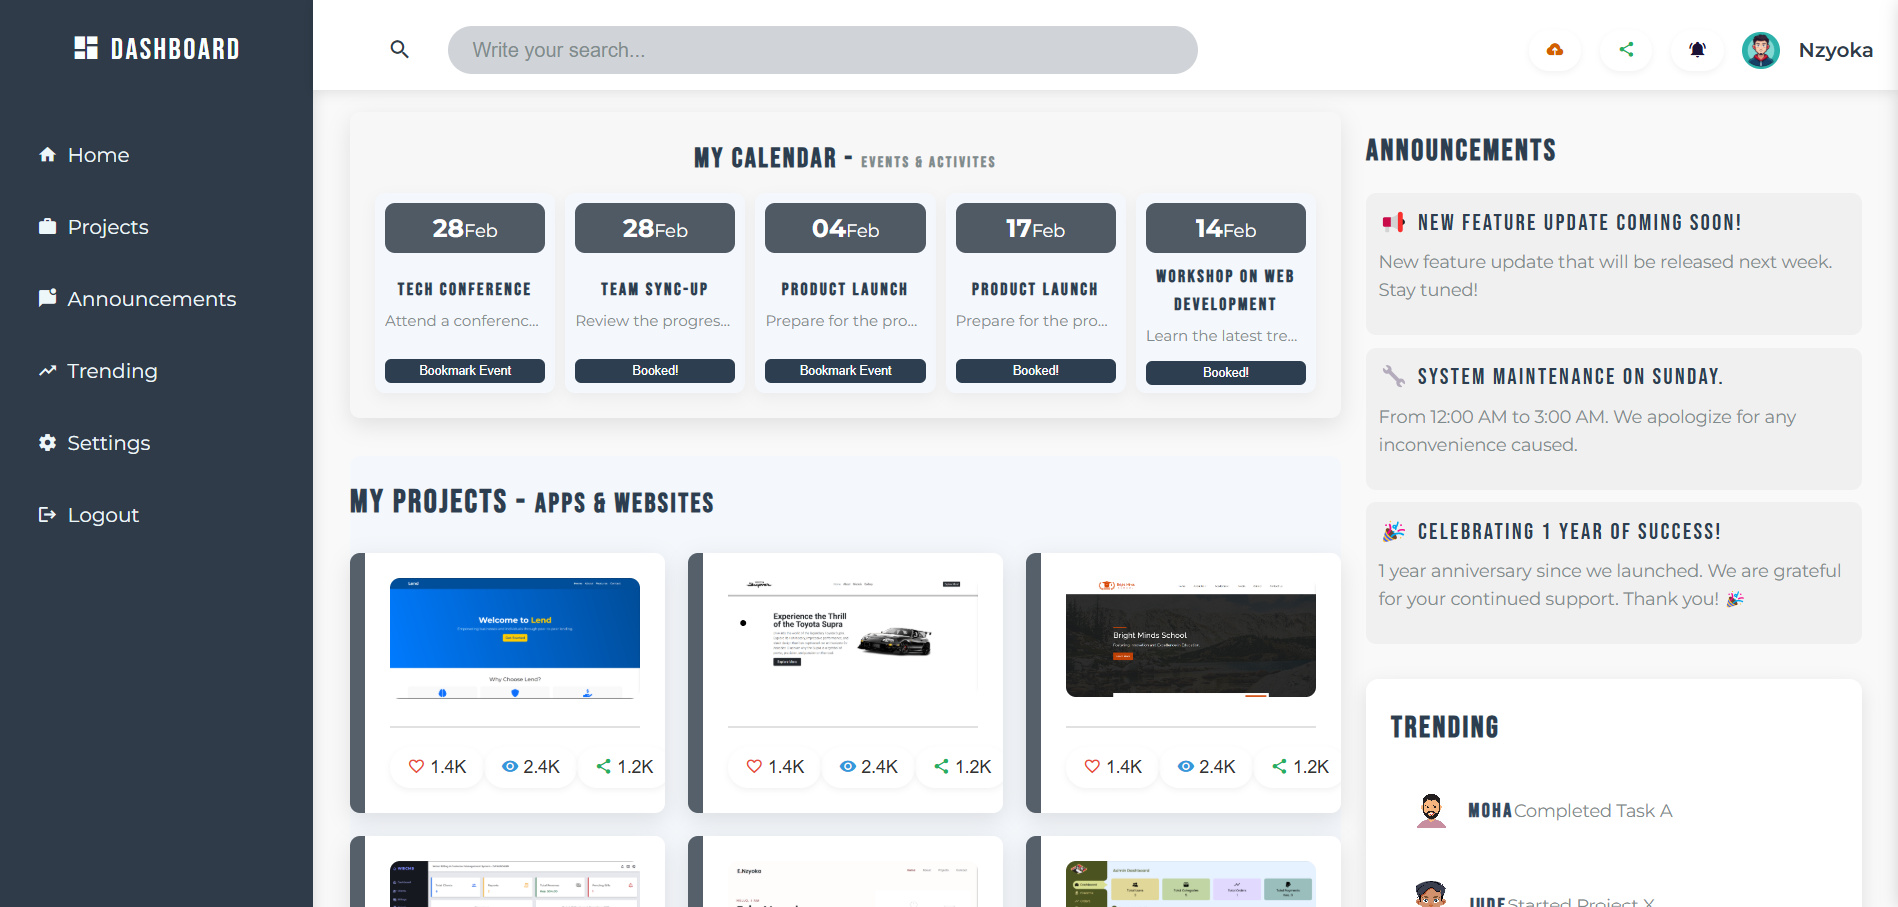 DASHBOARD
Home
Projects
Announcements
Trending
Settings
Logout
Write your search...
Nzyoka
MY CALENDAR - EVENTS & ACTIVITES
28Feb
TECH CONFERENCE
Attend a conferenc...
Bookmark Event
28Feb
TEAM SYNC-UP
Review the progres...
Booked!
04Feb
PRODUCT LAUNCH
Prepare for the pro...
Bookmark Event
17Feb
PRODUCT LAUNCH
Prepare for the pro...
Booked!
14Feb
WORKSHOP ON WEB
DEVELOPMENT
Learn the latest tre...
Booked!
MY PROJECTS - APPS & WEBSITES
Lend
Welcome to Lend
Why Choose Lend?
1.4K
2.4K
1.2K
Experience the Thrill
of the Toyota Supra
Explore More
1.4K
2.4K
1.2K
Bright Minds School
1.4K
2.4K
1.2K
E.Nzyoka
Admin Dashboard
ANNOUNCEMENTS
NEW FEATURE UPDATE COMING SOON!
New feature update that will be released next week.
Stay tuned!
SYSTEM MAINTENANCE ON SUNDAY.
From 12:00 AM to 3:00 AM. We apologize for any
inconvenience caused.
CELEBRATING 1 YEAR OF SUCCESS!
1 year anniversary since we launched. We are grateful
for your continued support. Thank you! 🎉
TRENDING
MOHA Completed Task A
JUDE Started Project X